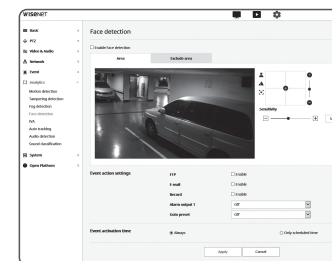 WISENET
Basic
PTZ
Video & Audio
Network
Event
Analytics
Motion detection
Tampering detection
Fog detection
Face detection
IVA
Auto tracking
Audio detection
Sound classification
System
Open Platform
Face detection
Enable face detection
Area
Exclude area
Sensitivity
Event action settings
FTP
Enable
E-mail
Enable
Record
Enable
Alarm output 1
Off
Goto preset
Off
Event activation time
Always
Only scheduled time
Apply
Cancel